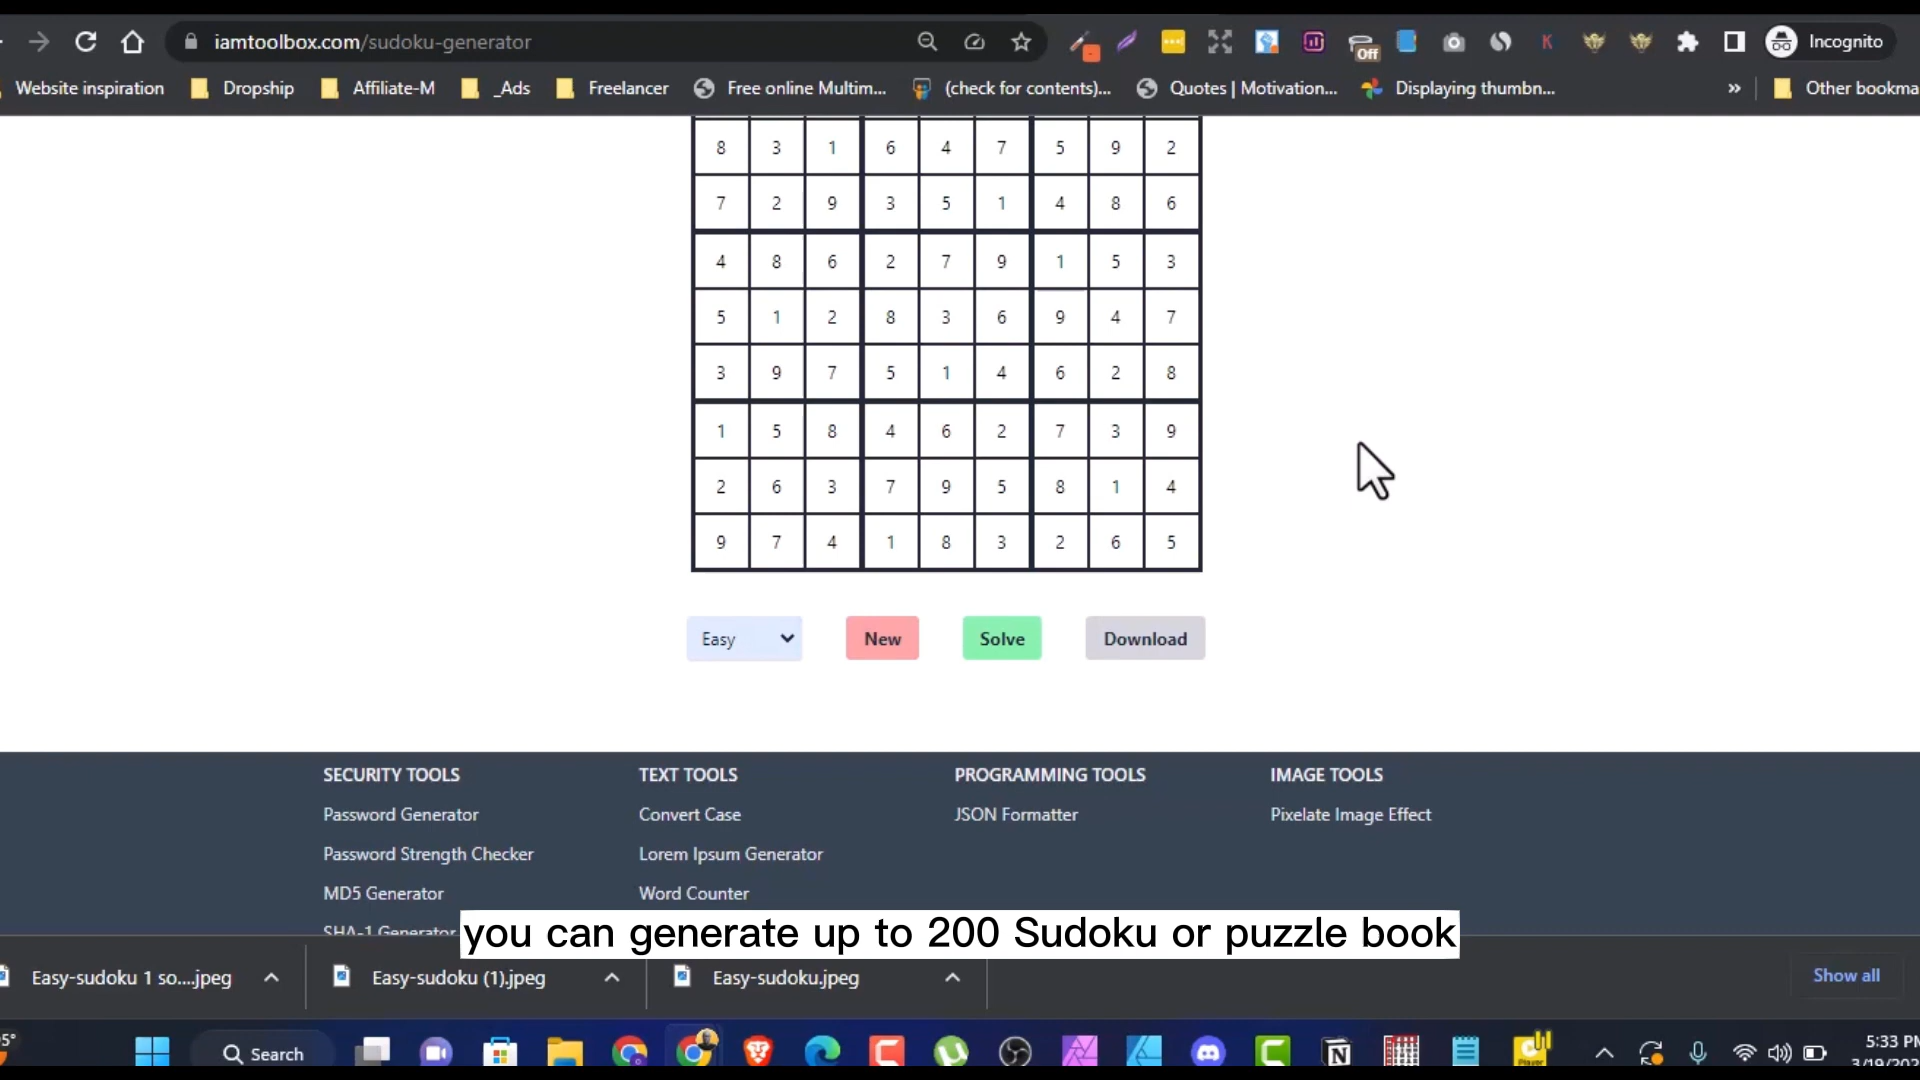 iamtoolbox.com/sudoku-generator
Off
Incognito
Website inspiration
Dropship
Affiliate-M
_Ads
Freelancer
Free online Multim...
(check for contents)...
Quotes | Motivation...
Displaying thumbn...
»
Other bookma
8 3 1 6 4 7 5 9 2
7 2 9 3 5 1 4 8 6
4 8 6 2 7 9 1 5 3
5 1 2 8 3 6 9 4 7
3 9 7 5 1 4 6 2 8
1 5 8 4 6 2 7 3 9
2 6 3 7 9 5 8 1 4
9 7 4 1 8 3 2 6 5
Easy
New
Solve
Download
SECURITY TOOLS
TEXT TOOLS
PROGRAMMING TOOLS
IMAGE TOOLS
Password Generator
Convert Case
JSON Formatter
Pixelate Image Effect
Password Strength Checker
Lorem Ipsum Generator
MD5 Generator
Word Counter
SHA-1 Generator
you can generate up to 200 Sudoku or puzzle book
Easy-sudoku 1 so....jpeg
Easy-sudoku (1).jpeg
Easy-sudoku.jpeg
Show all
5°
Search
5:33 PM